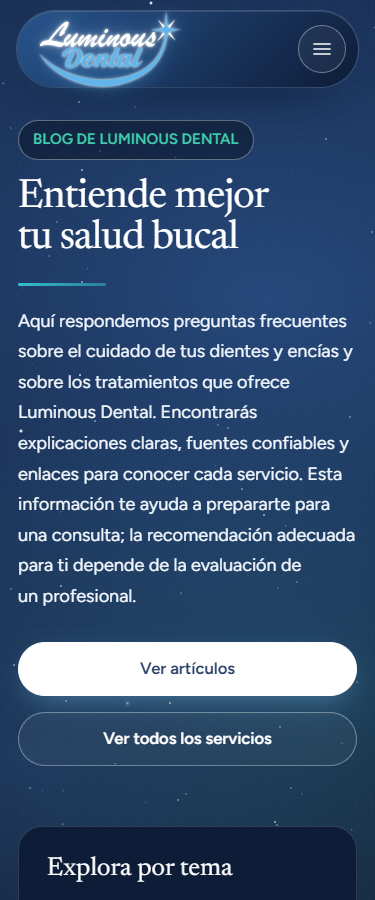 Luminous
Dental
BLOG DE LUMINOUS DENTAL
Entiende mejor
tu salud bucal
Aquí respondemos preguntas frecuentes
sobre el cuidado de tus dientes y encías y
sobre los tratamientos que ofrece
Luminous Dental. Encontrarás
explicaciones claras, fuentes confiables y
enlaces para conocer cada servicio. Esta
información te ayuda a prepararte para
una consulta; la recomendación adecuada
para ti depende de la evaluación de
un profesional.
Ver artículos
Ver todos los servicios
Explora por tema